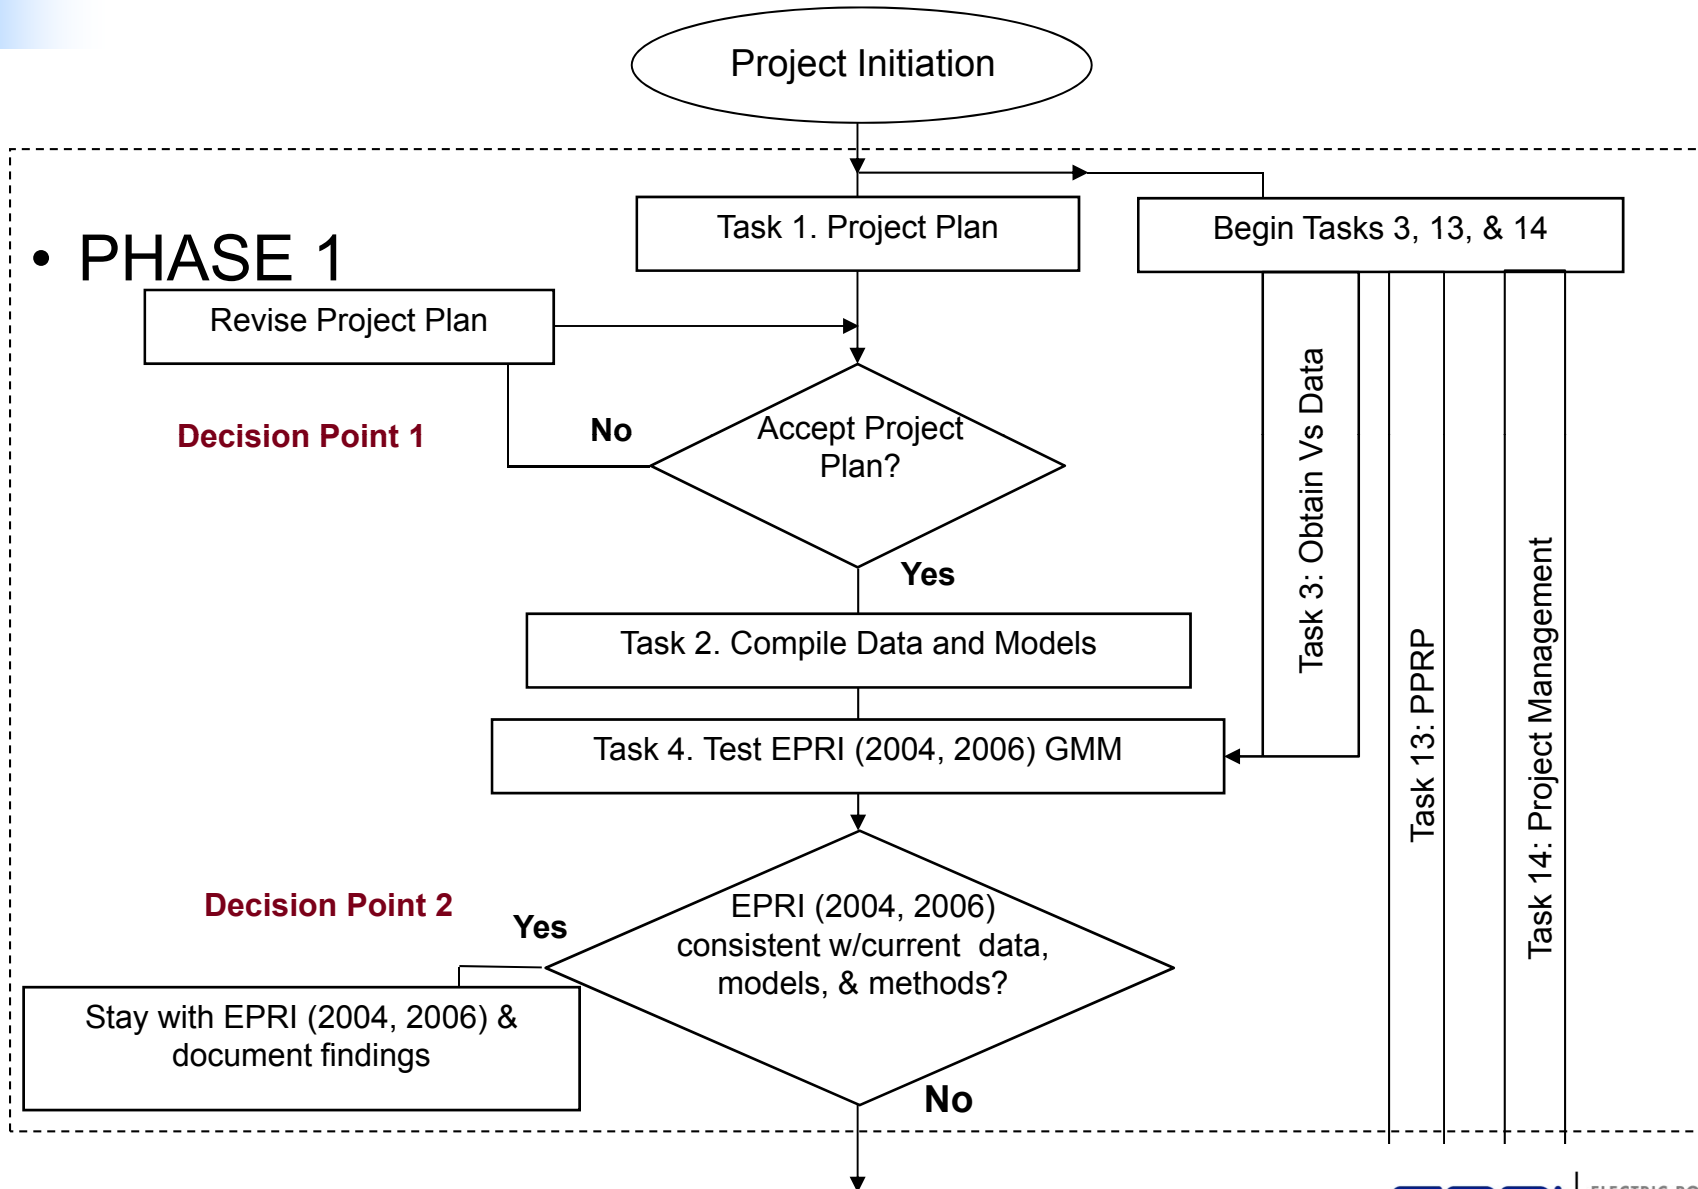 Project Initiation
• PHASE 1
Task 1. Project Plan
Begin Tasks 3, 13, & 14
Revise Project Plan
Decision Point 1
No
Accept Project
Plan?
Yes
Task 3: Obtain Vs Data
Task 13: PPRP
Task 14: Project Management
Task 2. Compile Data and Models
Task 4. Test EPRI (2004, 2006) GMM
Decision Point 2
Yes
EPRI (2004, 2006)
consistent w/current data,
models, & methods?
Stay with EPRI (2004, 2006) &
document findings
No